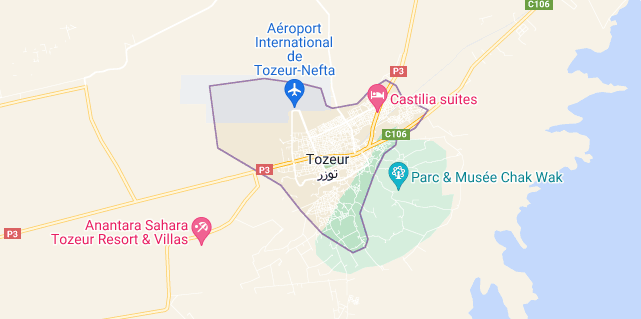 C106
Aéroport
International
de
Tozeur-Nefta
P3
Castilia suites
C106
Tozeur
توزر
P3
Parc & Musée Chak Wak
Anantara Sahara
Tozeur Resort & Villas
P3